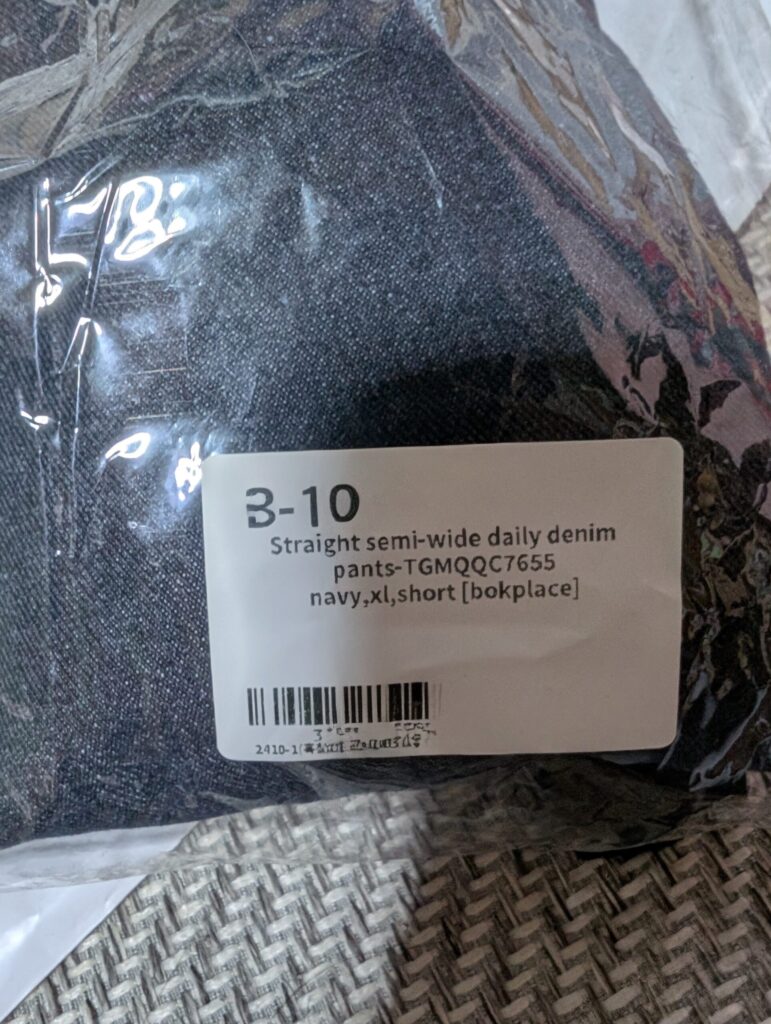 B-10
Straight semi-wide daily denim
pants-TGMQQC7655
navy,xl,short [bokplace]